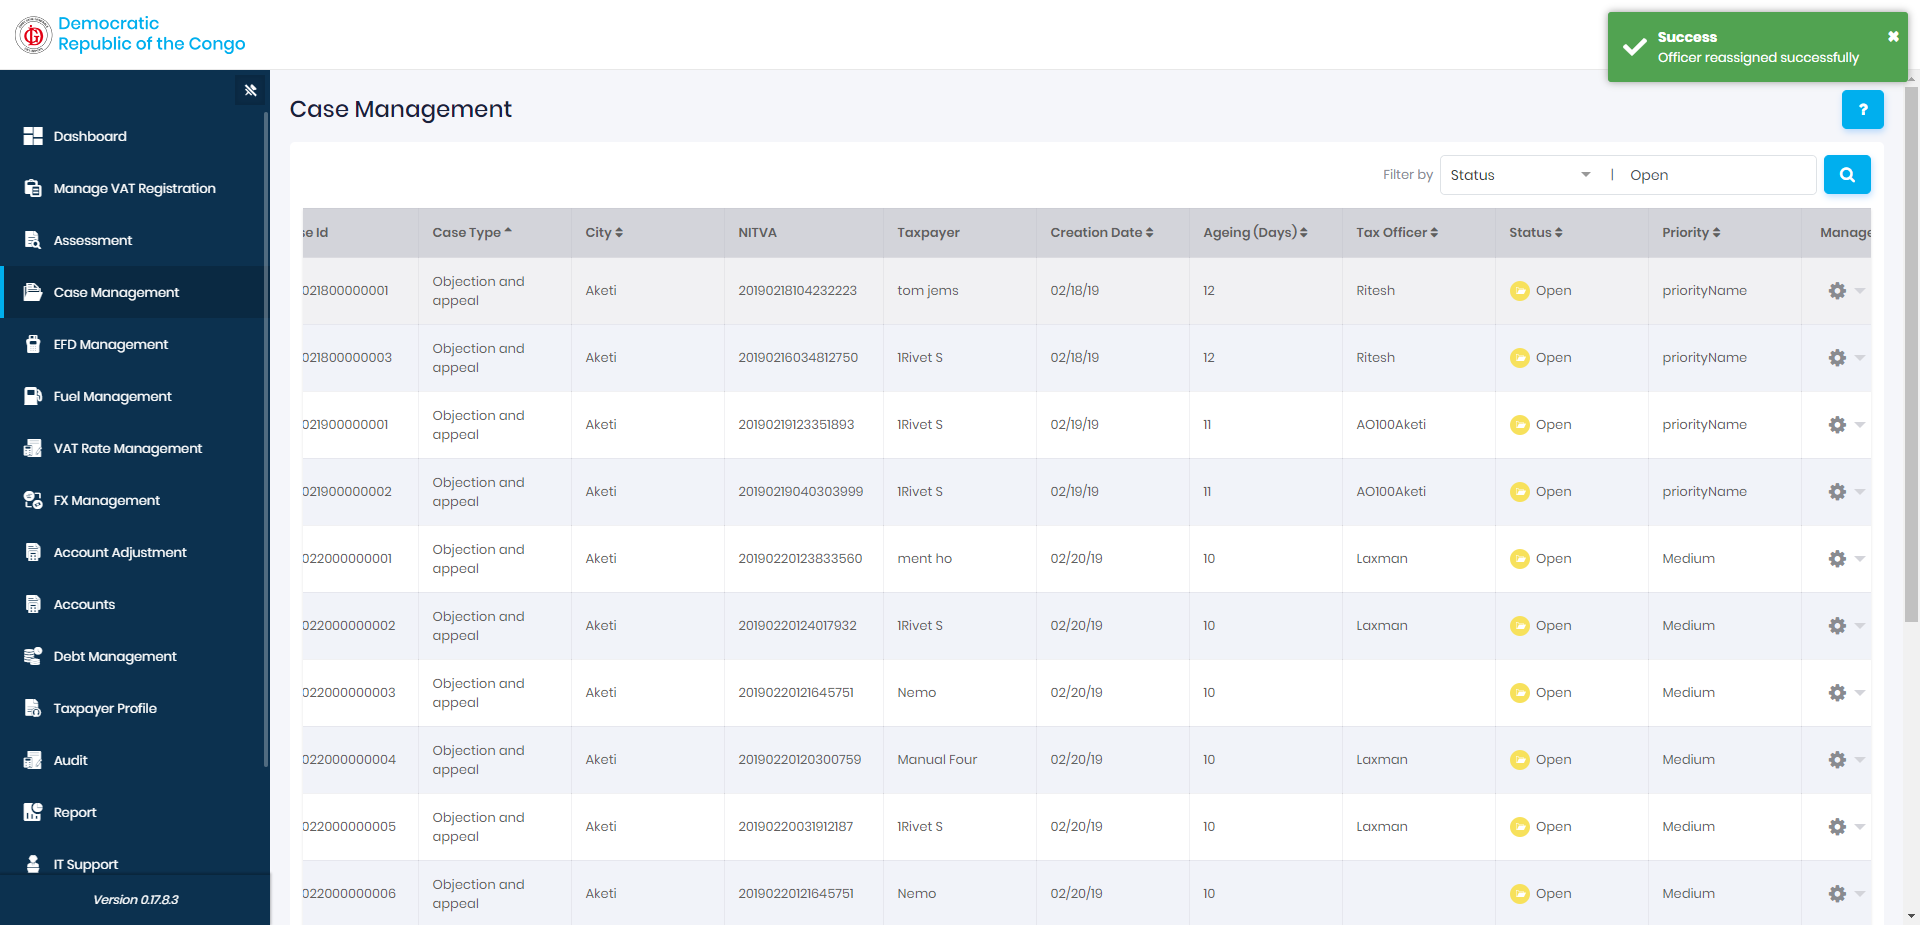 Democratic
Republic of the Congo
Success
Officer reassigned successfully
Dashboard
Manage VAT Registration
Assessment
Case Management
EFD Management
Fuel Management
VAT Rate Management
FX Management
Account Adjustment
Accounts
Debt Management
Taxpayer Profile
Audit
Report
IT Support
Version 0.17.8.3
Case Management
?
Filter by Status | Open
se Id Case Type City NITVA Taxpayer Creation Date Ageing (Days) Tax Officer Status Priority Manage
021800000001 Objection and appeal Aketi 20190218104232223 tom jems 02/18/19 12 Ritesh Open priorityName
021800000003 Objection and appeal Aketi 20190216034812750 1Rivet S 02/18/19 12 Ritesh Open priorityName
021900000001 Objection and appeal Aketi 20190219123351893 1Rivet S 02/19/19 11 AO100Aketi Open priorityName
021900000002 Objection and appeal Aketi 20190219040303999 1Rivet S 02/19/19 11 AO100Aketi Open priorityName
022000000001 Objection and appeal Aketi 20190220123833560 ment ho 02/20/19 10 Laxman Open Medium
022000000002 Objection and appeal Aketi 20190220124017932 1Rivet S 02/20/19 10 Laxman Open Medium
022000000003 Objection and appeal Aketi 20190220121645751 Nemo 02/20/19 10 Open Medium
022000000004 Objection and appeal Aketi 20190220120300759 Manual Four 02/20/19 10 Laxman Open Medium
022000000005 Objection and appeal Aketi 20190220031912187 1Rivet S 02/20/19 10 Laxman Open Medium
022000000006 Objection and appeal Aketi 20190220121645751 Nemo 02/20/19 10 Open Medium